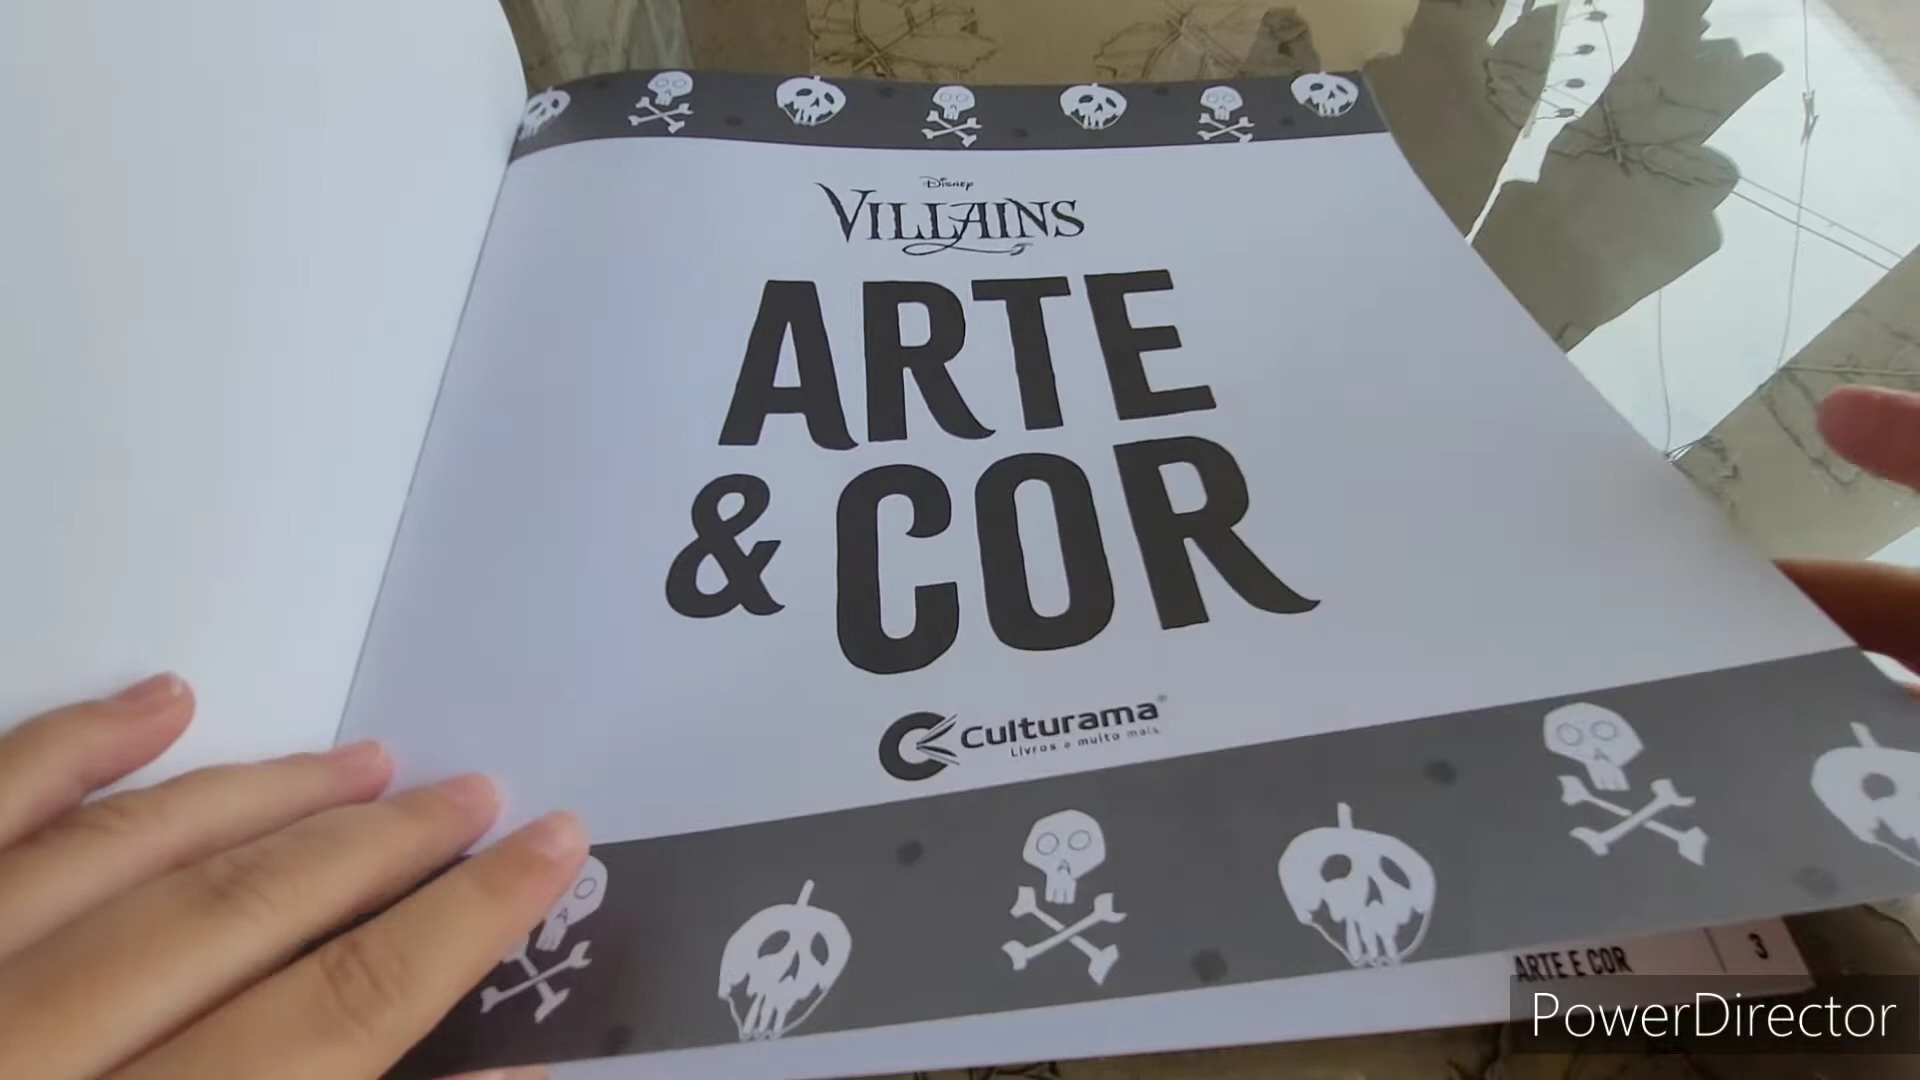 Disney
VILLAINS
ARTE
& COR
Culturama®
Livros e muito mais.
ARTE E COR | 3
PowerDirector